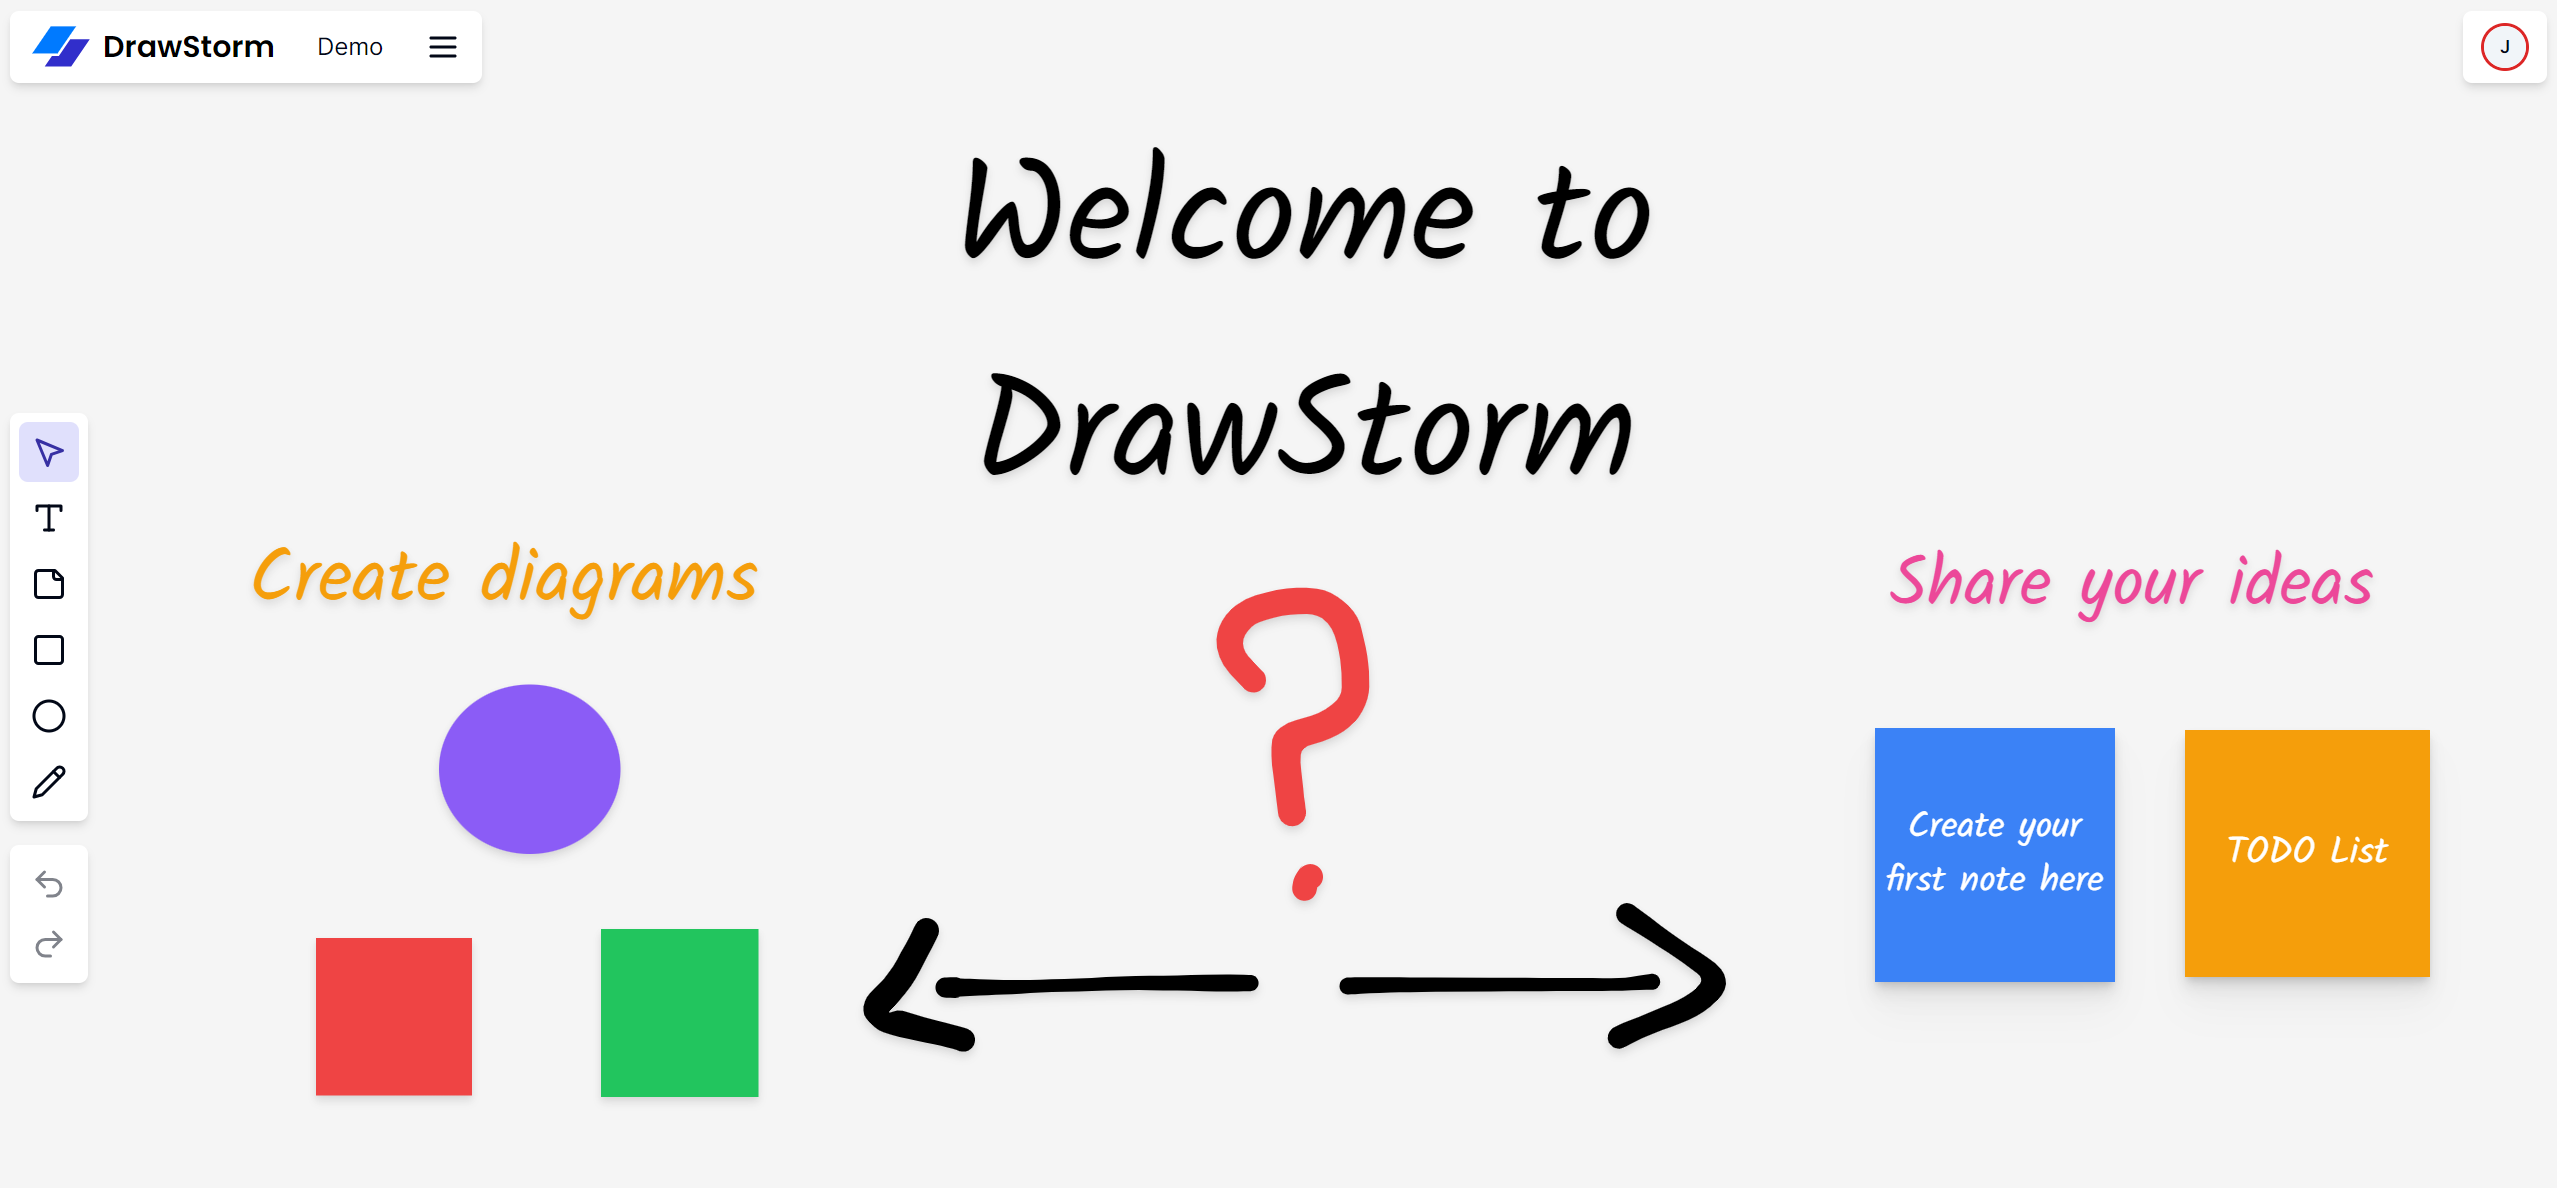 DrawStorm
Demo
J
Welcome to
DrawStorm
Create diagrams
?
Share your ideas
Create your
first note here
TODO List